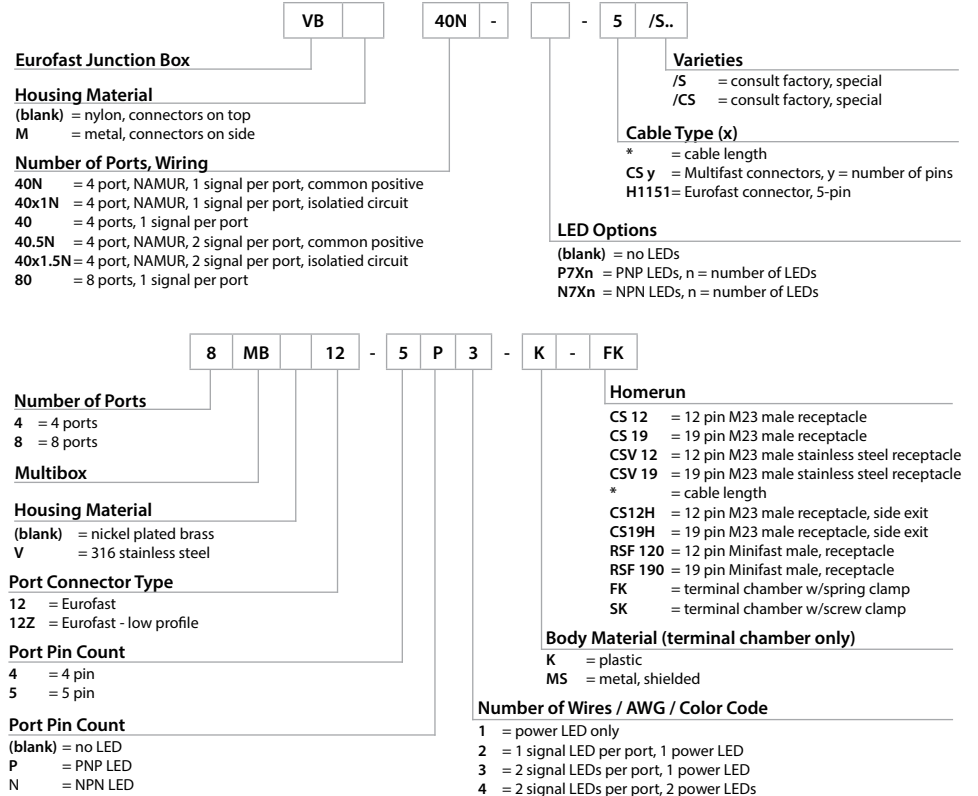 VB 40N - - 5 /S..
Eurofast Junction Box
Housing Material
(blank) = nylon, connectors on top
M = metal, connectors on side
Number of Ports, Wiring
40N = 4 port, NAMUR, 1 signal per port, common positive
40x1N = 4 port, NAMUR, 1 signal per port, isolatied circuit
40 = 4 ports, 1 signal per port
40.5N = 4 port, NAMUR, 2 signal per port, common positive
40x1.5N = 4 port, NAMUR, 2 signal per port, isolatied circuit
80 = 8 ports, 1 signal per port
Varieties
/S = consult factory, special
/CS = consult factory, special
Cable Type (x)
* = cable length
CS y = Multifast connectors, y = number of pins
H1151= Eurofast connector, 5-pin
LED Options
(blank) = no LEDs
P7Xn = PNP LEDs, n = number of LEDs
N7Xn = NPN LEDs, n = number of LEDs
8 MB 12 - 5 P 3 - K - FK
Number of Ports
4 = 4 ports
8 = 8 ports
Multibox
Housing Material
(blank) = nickel plated brass
V = 316 stainless steel
Port Connector Type
12 = Eurofast
12Z = Eurofast - low profile
Port Pin Count
4 = 4 pin
5 = 5 pin
Port Pin Count
(blank) = no LED
P = PNP LED
N = NPN LED
Homerun
CS 12 = 12 pin M23 male receptacle
CS 19 = 19 pin M23 male receptacle
CSV 12 = 12 pin M23 male stainless steel receptacle
CSV 19 = 19 pin M23 male stainless steel receptacle
* = cable length
CS12H = 12 pin M23 male receptacle, side exit
CS19H = 19 pin M23 male receptacle, side exit
RSF 120 = 12 pin Minifast male, receptacle
RSF 190 = 19 pin Minifast male, receptacle
FK = terminal chamber w/spring clamp
SK = terminal chamber w/screw clamp
Body Material (terminal chamber only)
K = plastic
MS = metal, shielded
Number of Wires / AWG / Color Code
1 = power LED only
2 = 1 signal LED per port, 1 power LED
3 = 2 signal LEDs per port, 1 power LED
4 = 2 signal LEDs per port, 2 power LEDs